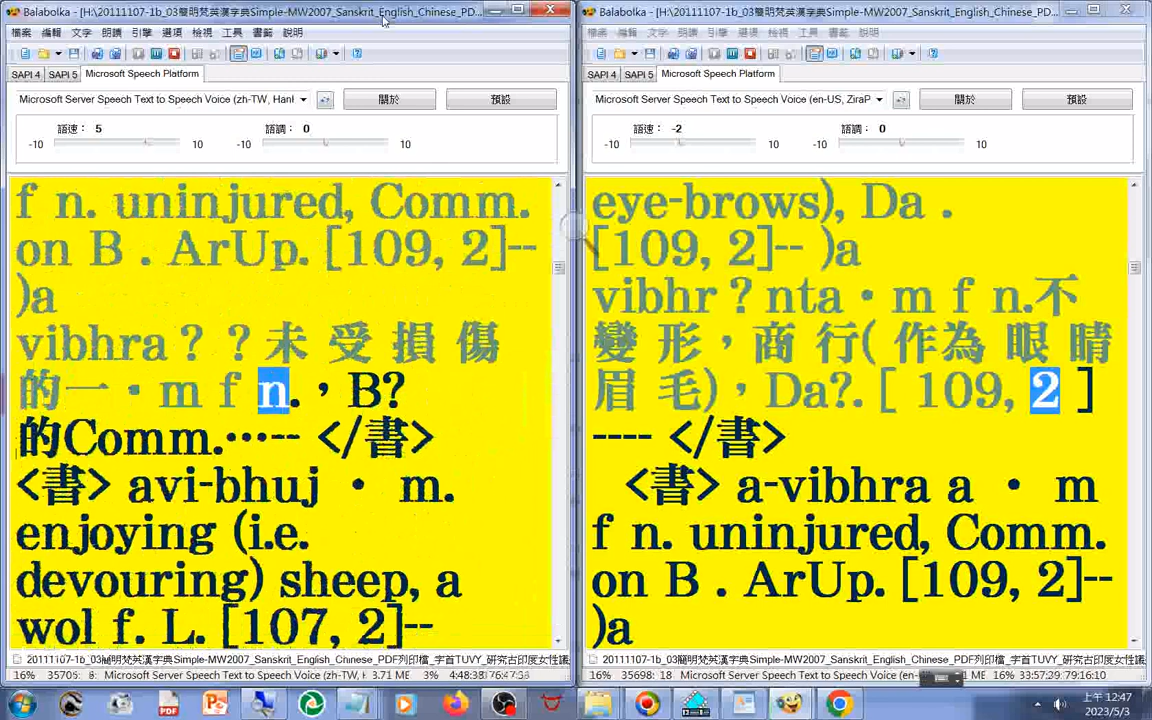 Balabolka - [H:\20111107-1b_03簡明梵英漢字典Simple-MW2007_Sanskrit_English_Chinese_PD...
檔案 編輯 文字 朗讀 引擎 選項 檢視 工具 書籤 說明
SAPI 4 SAPI 5 Microsoft Speech Platform
Microsoft Server Speech Text to Speech Voice (zh-TW, Han
關於 預設
語速： 5 語調： 0
-10 10 -10 10
f n. uninjured, Comm.
on B . ArUp. [109, 2]--
)a
vibhra ? ? 未 受 損 傷
的一・m f n.，B?
的Comm.…-- </書>
<書> avi-bhuj ・ m.
enjoying (i.e.
devouring) sheep, a
wol f. L. [107, 2]--
20111107-1b_03簡明梵英漢字典Simple-MW2007_Sanskrit_English_Chinese_PDF列印檔_字首TUVY_研究古印度女性議
16% 35705: 8: Microsoft Server Speech Text to Speech Voice (zh-TW, H 3.71 ME 3% 4:48:38
Balabolka - [H:\20111107-1b_03簡明梵英漢字典Simple-MW2007_Sanskrit_English_Chinese_PD...
檔案 編輯 文字 朗讀 引擎 選項 檢視 工具 書籤 說明
SAPI 4 SAPI 5 Microsoft Speech Platform
Microsoft Server Speech Text to Speech Voice (en-US, ZiraP
關於 預設
語速： -2 語調： 0
-10 10 -10 10
eye-brows), Da .
[109, 2]-- )a
vibhr ? nta・m f n.不
變 形，商 行( 作為 眼 睛
眉 毛)，Da?. [ 109, 2 ]
---- </書>
<書> a-vibhra a ・ m
f n. uninjured, Comm.
on B . ArUp. [109, 2]--
)a
20111107-1b_03簡明梵英漢字典Simple-MW2007_Sanskrit_English_Chinese_PDF列印檔_字首TUVY_研究古印度女性議
16% 35698: 18 Microsoft Server Speech Text to Speech Voice 16% 33:57:29
上午 12:47
2023/5/3